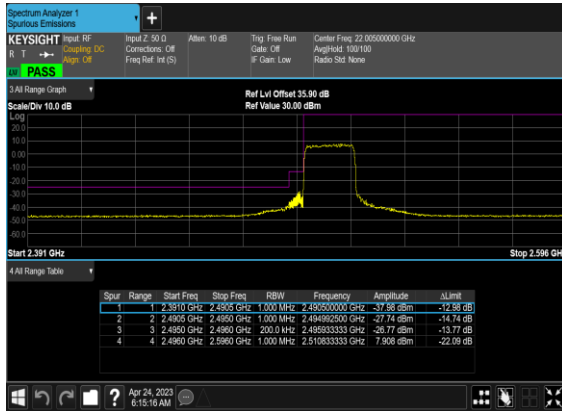 Spectrum Analyzer 1
Spurious Emissions
+
KEYSIGHT Input: RF Input Z: 50 Ω Atten: 10 dB Trig: Free Run Center Freq: 22.005000000 GHz
R T Coupling: DC Corrections: Off Gate: Off Avg|Hold: 100/100
Align: Off Freq Ref: Int (S) IF Gain: Low Radio Std: None
PASS
3 All Range Graph Ref Lvl Offset 35.90 dB
Scale/Div 10.0 dB Ref Value 30.00 dBm
Log
20.0
10.0
0.00
-10.0
-20.0
-30.0
-40.0
-50.0
-60.0
Start 2.391 GHz Stop 2.596 GH
4 All Range Table
Spur Range Start Freq Stop Freq RBW Frequency Amplitude ΔLimit
1 1 2.3910 GHz 2.4905 GHz 1.000 MHz 2.490500000 GHz -37.98 dBm -12.98 dB
2 2 2.4905 GHz 2.4950 GHz 1.000 MHz 2.494992500 GHz -27.74 dBm -14.74 dB
3 3 2.4950 GHz 2.4960 GHz 200.0 kHz 2.495933333 GHz -26.77 dBm -13.77 dB
4 4 2.4960 GHz 2.5960 GHz 1.000 MHz 2.510833333 GHz 7.908 dBm -22.09 dB
? Apr 24, 2023
6:15:16 AM